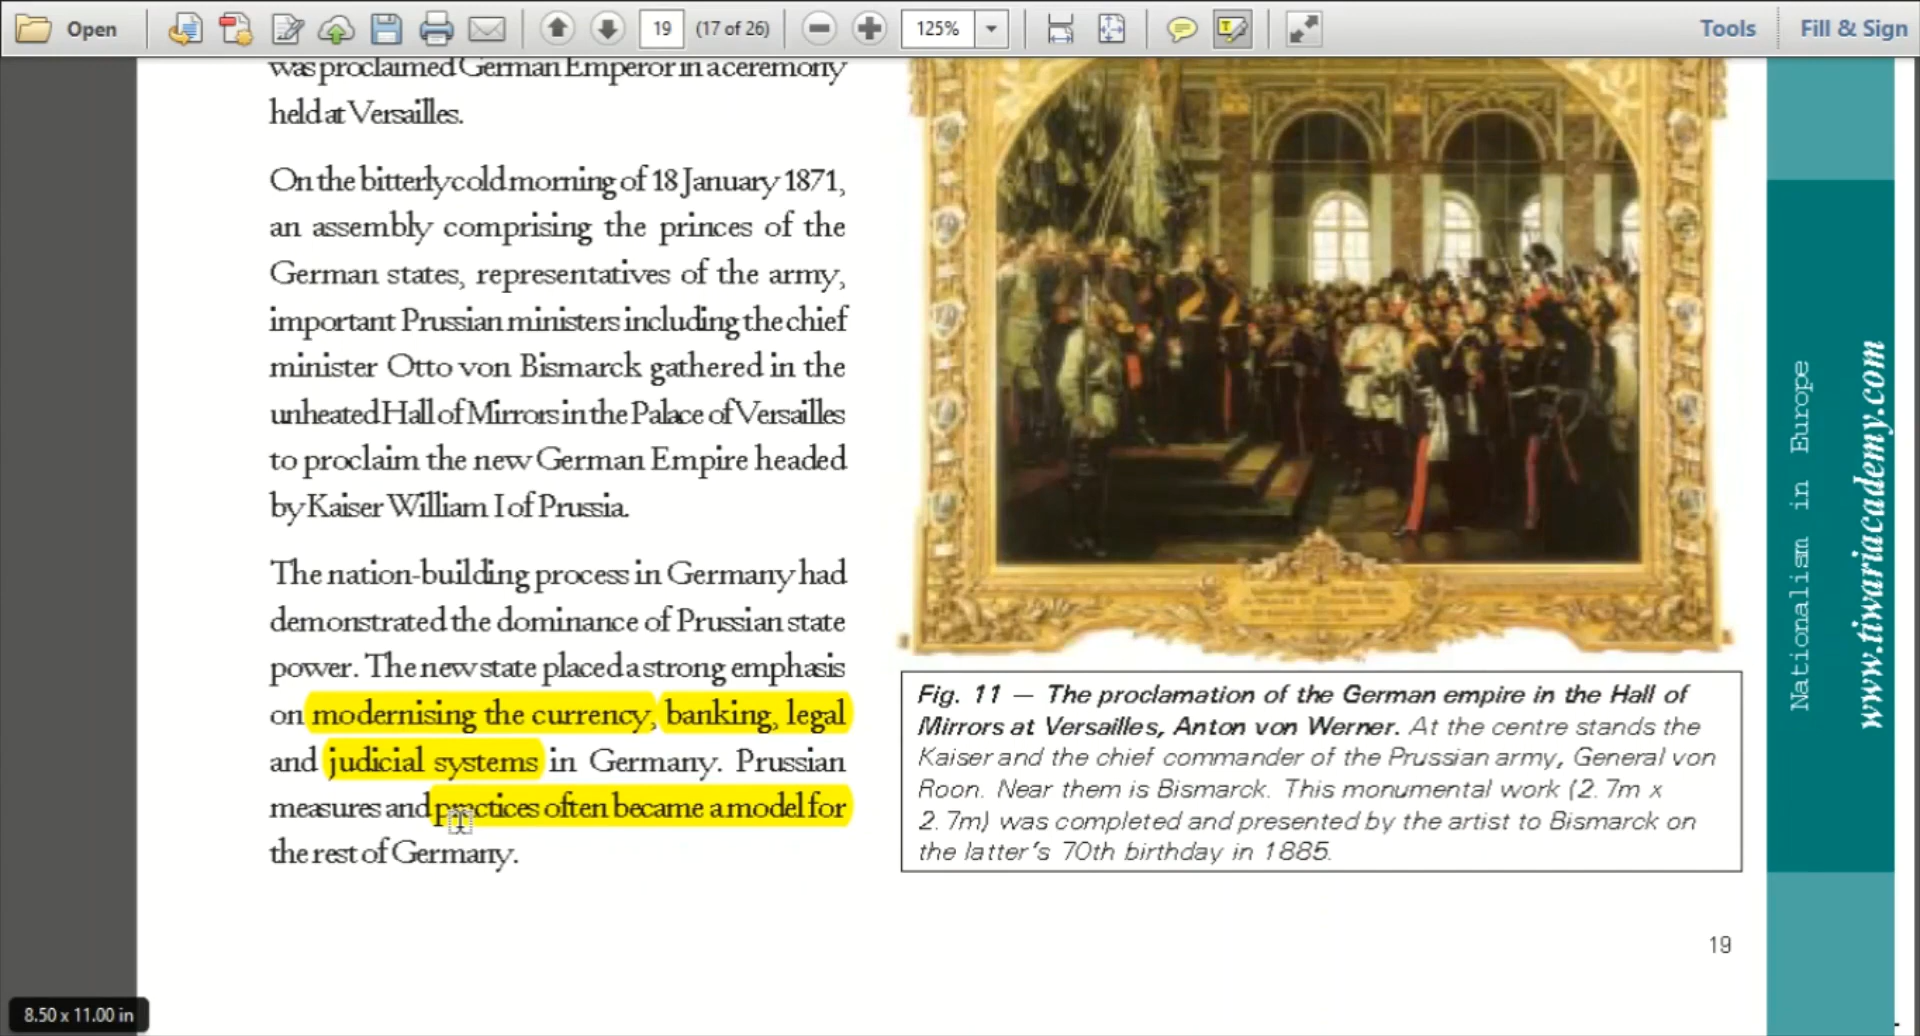 Open
19
(17 of 26)
125%
Tools
Fill & Sign
was proclaimed German Emperor in a ceremony
held at Versailles.
On the bitterly cold morning of 18 January 1871,
an assembly comprising the princes of the
German states, representatives of the army,
important Prussian ministers including the chief
minister Otto von Bismarck gathered in the
unheated Hall of Mirrors in the Palace of Versailles
to proclaim the new German Empire headed
by Kaiser William I of Prussia.
The nation-building process in Germany had
demonstrated the dominance of Prussian state
power. The new state placed a strong emphasis
on modernising the currency, banking, legal
and judicial systems in Germany. Prussian
measures and practices often became a model for
the rest of Germany.
Fig. 11 — The proclamation of the German empire in the Hall of
Mirrors at Versailles, Anton von Werner. At the centre stands the
Kaiser and the chief commander of the Prussian army, General von
Roon. Near them is Bismarck. This monumental work (2.7m x
2.7m) was completed and presented by the artist to Bismarck on
the latter's 70th birthday in 1885.
Nationalism in Europe
www.tiwariacademy.com
19
8.50 x 11.00 in